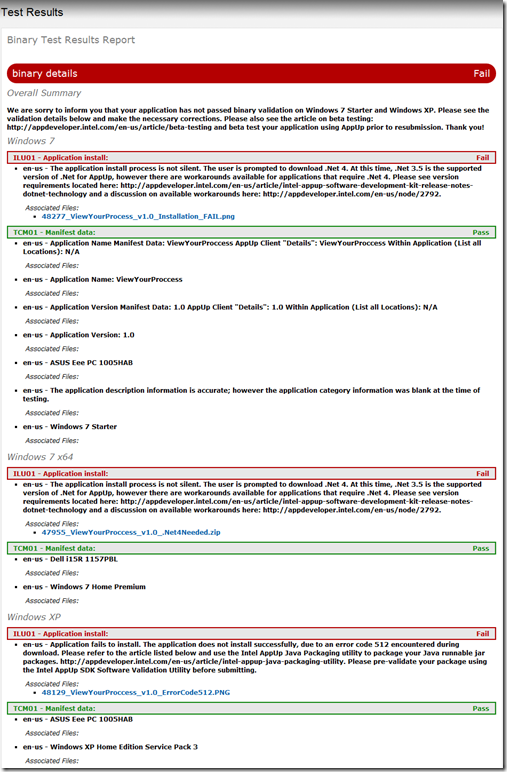 Test Results
Binary Test Results Report
binary details Fail
Overall Summary
We are sorry to inform you that your application has not passed binary validation on Windows 7 Starter and Windows XP. Please see the
validation details below and make the necessary corrections. Please also see the article on beta testing:
http://appdeveloper.intel.com/en-us/article/beta-testing and beta test your application using AppUp prior to resubmission. Thank you!
Windows 7
ILU01 - Application install: Fail
• en-us - The application install process is not silent. The user is prompted to download .Net 4. At this time, .Net 3.5 is the supported
version of .Net for AppUp, however there are workarounds available for applications that require .Net 4. Please see version
requirements located here: http://appdeveloper.intel.com/en-us/article/intel-appup-software-development-kit-release-notes-
dotnet-technology and a discussion on available workarounds here: http://appdeveloper.intel.com/en-us/node/2792.
Associated Files:
• 48277_ViewYourProcess_v1.0_Installation_FAIL.png
TCM01 - Manifest data: Pass
• en-us - Application Name Manifest Data: ViewYourProccess AppUp Client "Details": ViewYourProccess Within Application (List all
Locations): N/A
Associated Files:
• en-us - Application Name: ViewYourProccess
Associated Files:
• en-us - Application Version Manifest Data: 1.0 AppUp Client "Details": 1.0 Within Application (List all Locations): N/A
Associated Files:
• en-us - Application Version: 1.0
Associated Files:
• en-us - ASUS Eee PC 1005HAB
Associated Files:
• en-us - The application description information is accurate; however the application category information was blank at the time of
testing.
Associated Files:
• en-us - Windows 7 Starter
Associated Files:
Windows 7 x64
ILU01 - Application install: Fail
• en-us - The application install process is not silent. The user is prompted to download .Net 4. At this time, .Net 3.5 is the supported
version of .Net for AppUp, however there are workarounds available for applications that require .Net 4. Please see version
requirements located here: http://appdeveloper.intel.com/en-us/article/intel-appup-software-development-kit-release-notes-
dotnet-technology and a discussion on available workarounds here: http://appdeveloper.intel.com/en-us/node/2792.
Associated Files:
• 47955_ViewYourProccess_v1.0_.Net4Needed.zip
TCM01 - Manifest data: Pass
• en-us - Dell i15R 1157PBL
Associated Files:
• en-us - Windows 7 Home Premium
Associated Files:
Windows XP
ILU01 - Application install: Fail
• en-us - Application fails to install. The application does not install successfully, due to an error code 512 encountered during
download. Please refer to the article listed below and use the Intel AppUp Java Packaging utility to package your Java runnable jar
packages. http://appdeveloper.intel.com/en-us/article/intel-appup-java-packaging-utility. Please pre-validate your package using
the Intel AppUp SDK Software Validation Utility before submitting.
Associated Files:
• 48129_ViewYourProccess_v1.0_ErrorCode512.PNG
TCM01 - Manifest data: Pass
• en-us - ASUS Eee PC 1005HAB
Associated Files:
• en-us - Windows XP Home Edition Service Pack 3
Associated Files: